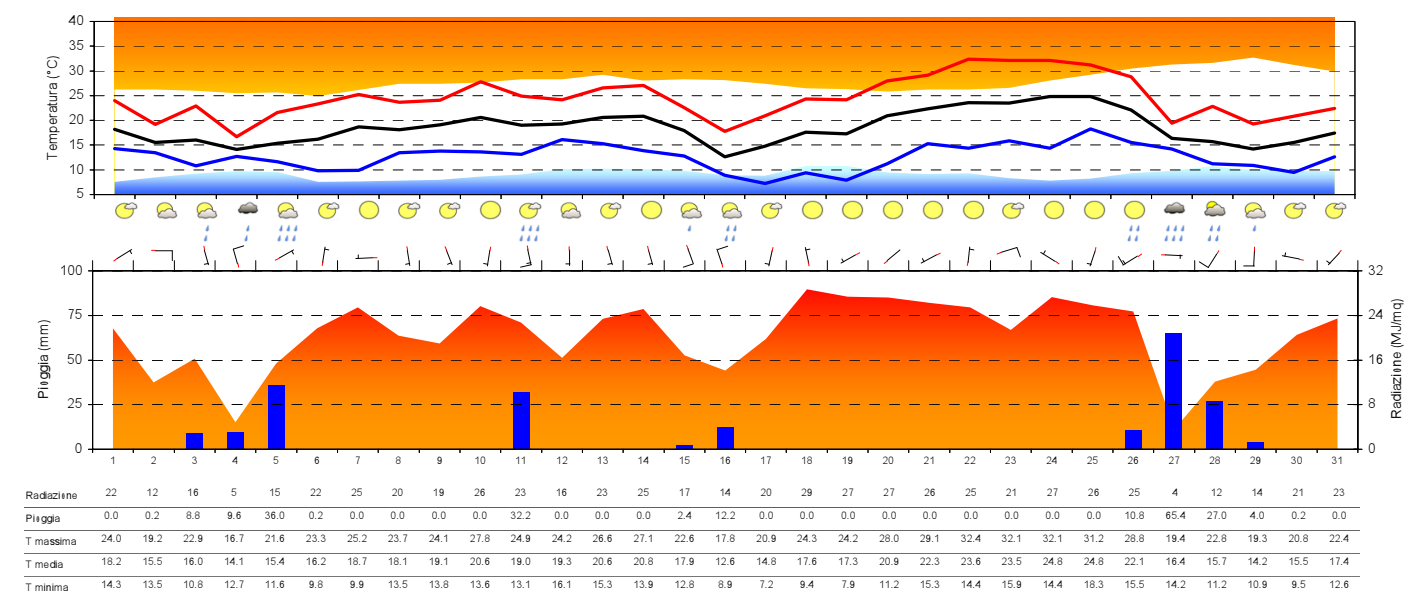 40
35
30
25
20
15
10
5
Temperatura (°C)
100
75
50
25
0
Pioggia (mm)
32
24
16
8
0
Radiazione (MJ/mq)
1 2 3 4 5 6 7 8 9 10 11 12 13 14 15 16 17 18 19 20 21 22 23 24 25 26 27 28 29 30 31
Radiazione 22 12 16 5 15 22 25 20 19 26 23 16 23 25 17 14 20 29 27 27 26 25 21 27 26 25 4 12 14 21 23
Pioggia 0.0 0.2 8.8 9.6 36.0 0.2 0.0 0.0 0.0 0.0 32.2 0.0 0.0 0.0 2.4 12.2 0.0 0.0 0.0 0.0 0.0 0.0 0.0 0.0 0.0 10.8 65.4 27.0 4.0 0.2 0.0
T massima 24.0 19.2 22.9 16.7 21.6 23.3 25.2 23.7 24.1 27.8 24.9 24.2 26.6 27.1 22.6 17.8 20.9 24.3 24.2 28.0 29.1 32.4 32.1 32.1 31.2 28.8 19.4 22.8 19.3 20.8 22.4
T media 18.2 15.5 16.0 14.1 15.4 16.2 18.7 18.1 19.1 20.6 19.0 19.3 20.6 20.8 17.9 12.6 14.8 17.6 17.3 20.9 22.3 23.6 23.5 24.8 24.8 22.1 16.4 15.7 14.2 15.5 17.4
T minima 14.3 13.5 10.8 12.7 11.6 9.8 9.9 13.5 13.8 13.6 13.1 16.1 15.3 13.9 12.8 8.9 7.2 9.4 7.9 11.2 15.3 14.4 15.9 14.4 18.3 15.5 14.2 11.2 10.9 9.5 12.6